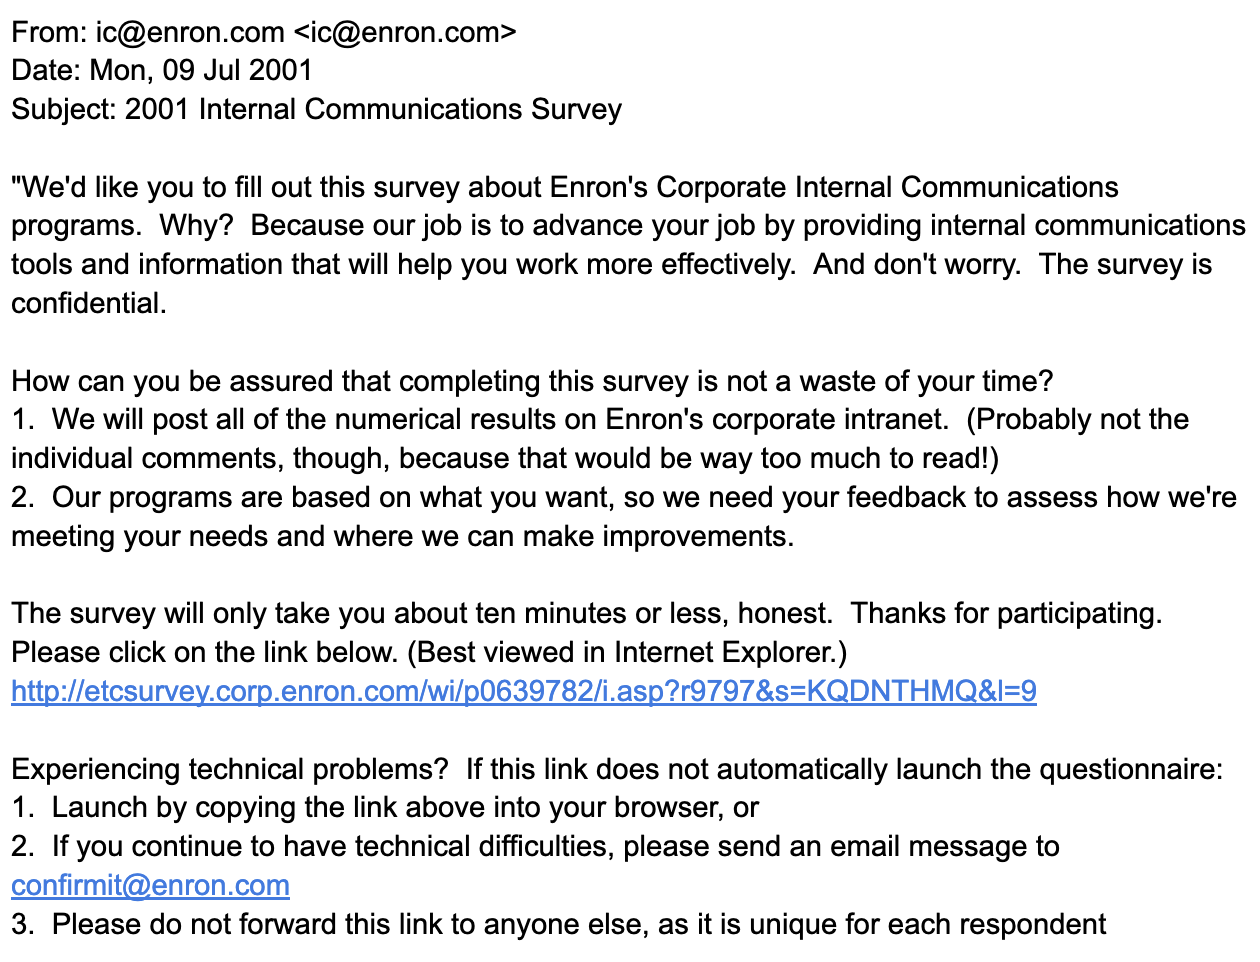 From: ic@enron.com <ic@enron.com>
Date: Mon, 09 Jul 2001
Subject: 2001 Internal Communications Survey
"We'd like you to fill out this survey about Enron's Corporate Internal Communications
programs.  Why?  Because our job is to advance your job by providing internal communications
tools and information that will help you work more effectively.  And don't worry.  The survey is
confidential.
How can you be assured that completing this survey is not a waste of your time?
1.  We will post all of the numerical results on Enron's corporate intranet.  (Probably not the
individual comments, though, because that would be way too much to read!)
2.  Our programs are based on what you want, so we need your feedback to assess how we're
meeting your needs and where we can make improvements.
The survey will only take you about ten minutes or less, honest.  Thanks for participating.
Please click on the link below. (Best viewed in Internet Explorer.)
http://etcsurvey.corp.enron.com/wi/p0639782/i.asp?r9797&s=KQDNTHMQ&l=9
Experiencing technical problems?  If this link does not automatically launch the questionnaire:
1.  Launch by copying the link above into your browser, or
2.  If you continue to have technical difficulties, please send an email message to
confirmit@enron.com
3.  Please do not forward this link to anyone else, as it is unique for each respondent